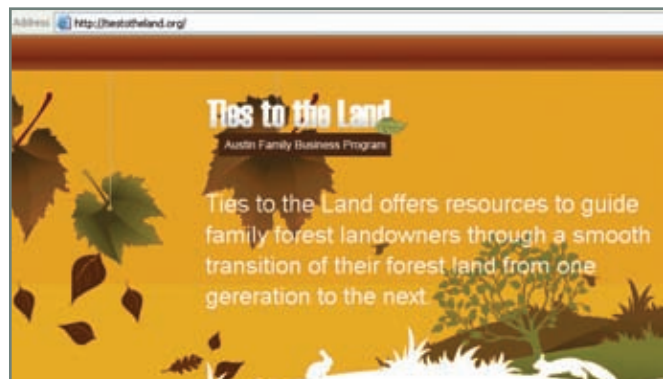 Address http://tiestotheland.org/
Ties to the Land
Austin Family Business Program
Ties to the Land offers resources to guide
family forest landowners through a smooth
transition of their forest land from one
gereration to the next.